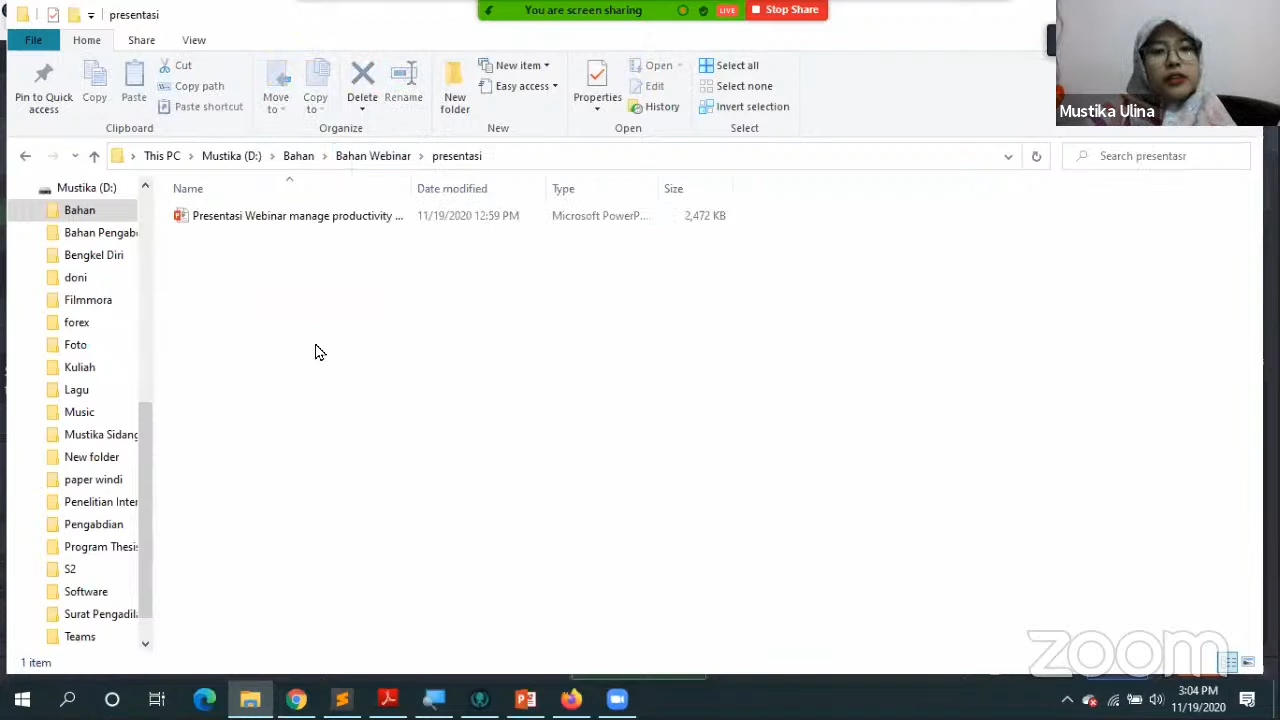 presentasi
You are screen sharing
LIVE
Stop Share
File
Home
Share
View
Pin to Quick access
Copy
Paste
Cut
Copy path
Paste shortcut
Clipboard
Move to
Copy to
Delete
Rename
Organize
New folder
New item
Easy access
New
Properties
Open
Edit
History
Open
Select all
Select none
Invert selection
Select
Mustika Ulina
This PC > Mustika (D:) > Bahan > Bahan Webinar > presentasi
Search presentasi
Name
Date modified
Type
Size
Presentasi Webinar manage productivity ...
11/19/2020 12:59 PM
Microsoft PowerP...
2,472 KB
Mustika (D:)
Bahan
Bahan Pengab
Bengkel Diri
doni
Filmmora
forex
Foto
Kuliah
Lagu
Music
Mustika Sidang
New folder
paper windi
Penelitian Inter
Pengabdian
Program Thesis
S2
Software
Surat Pengadil
Teams
1 item
zoom
3:04 PM
11/19/2020